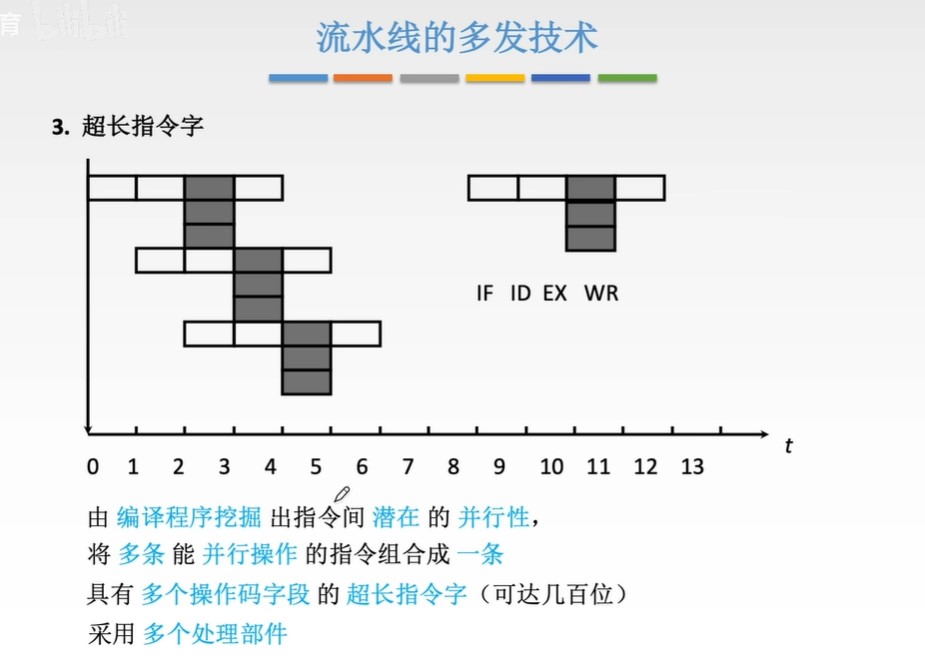 育
流水线的多发技术
3. 超长指令字
IF ID EX WR
t
0 1 2 3 4 5 6 7 8 9 10 11 12 13
由 编译程序挖掘 出指令间 潜在 的 并行性，
将 多条 能 并行操作 的指令组合成 一条
具有 多个操作码字段 的 超长指令字（可达几百位）
采用 多个处理部件